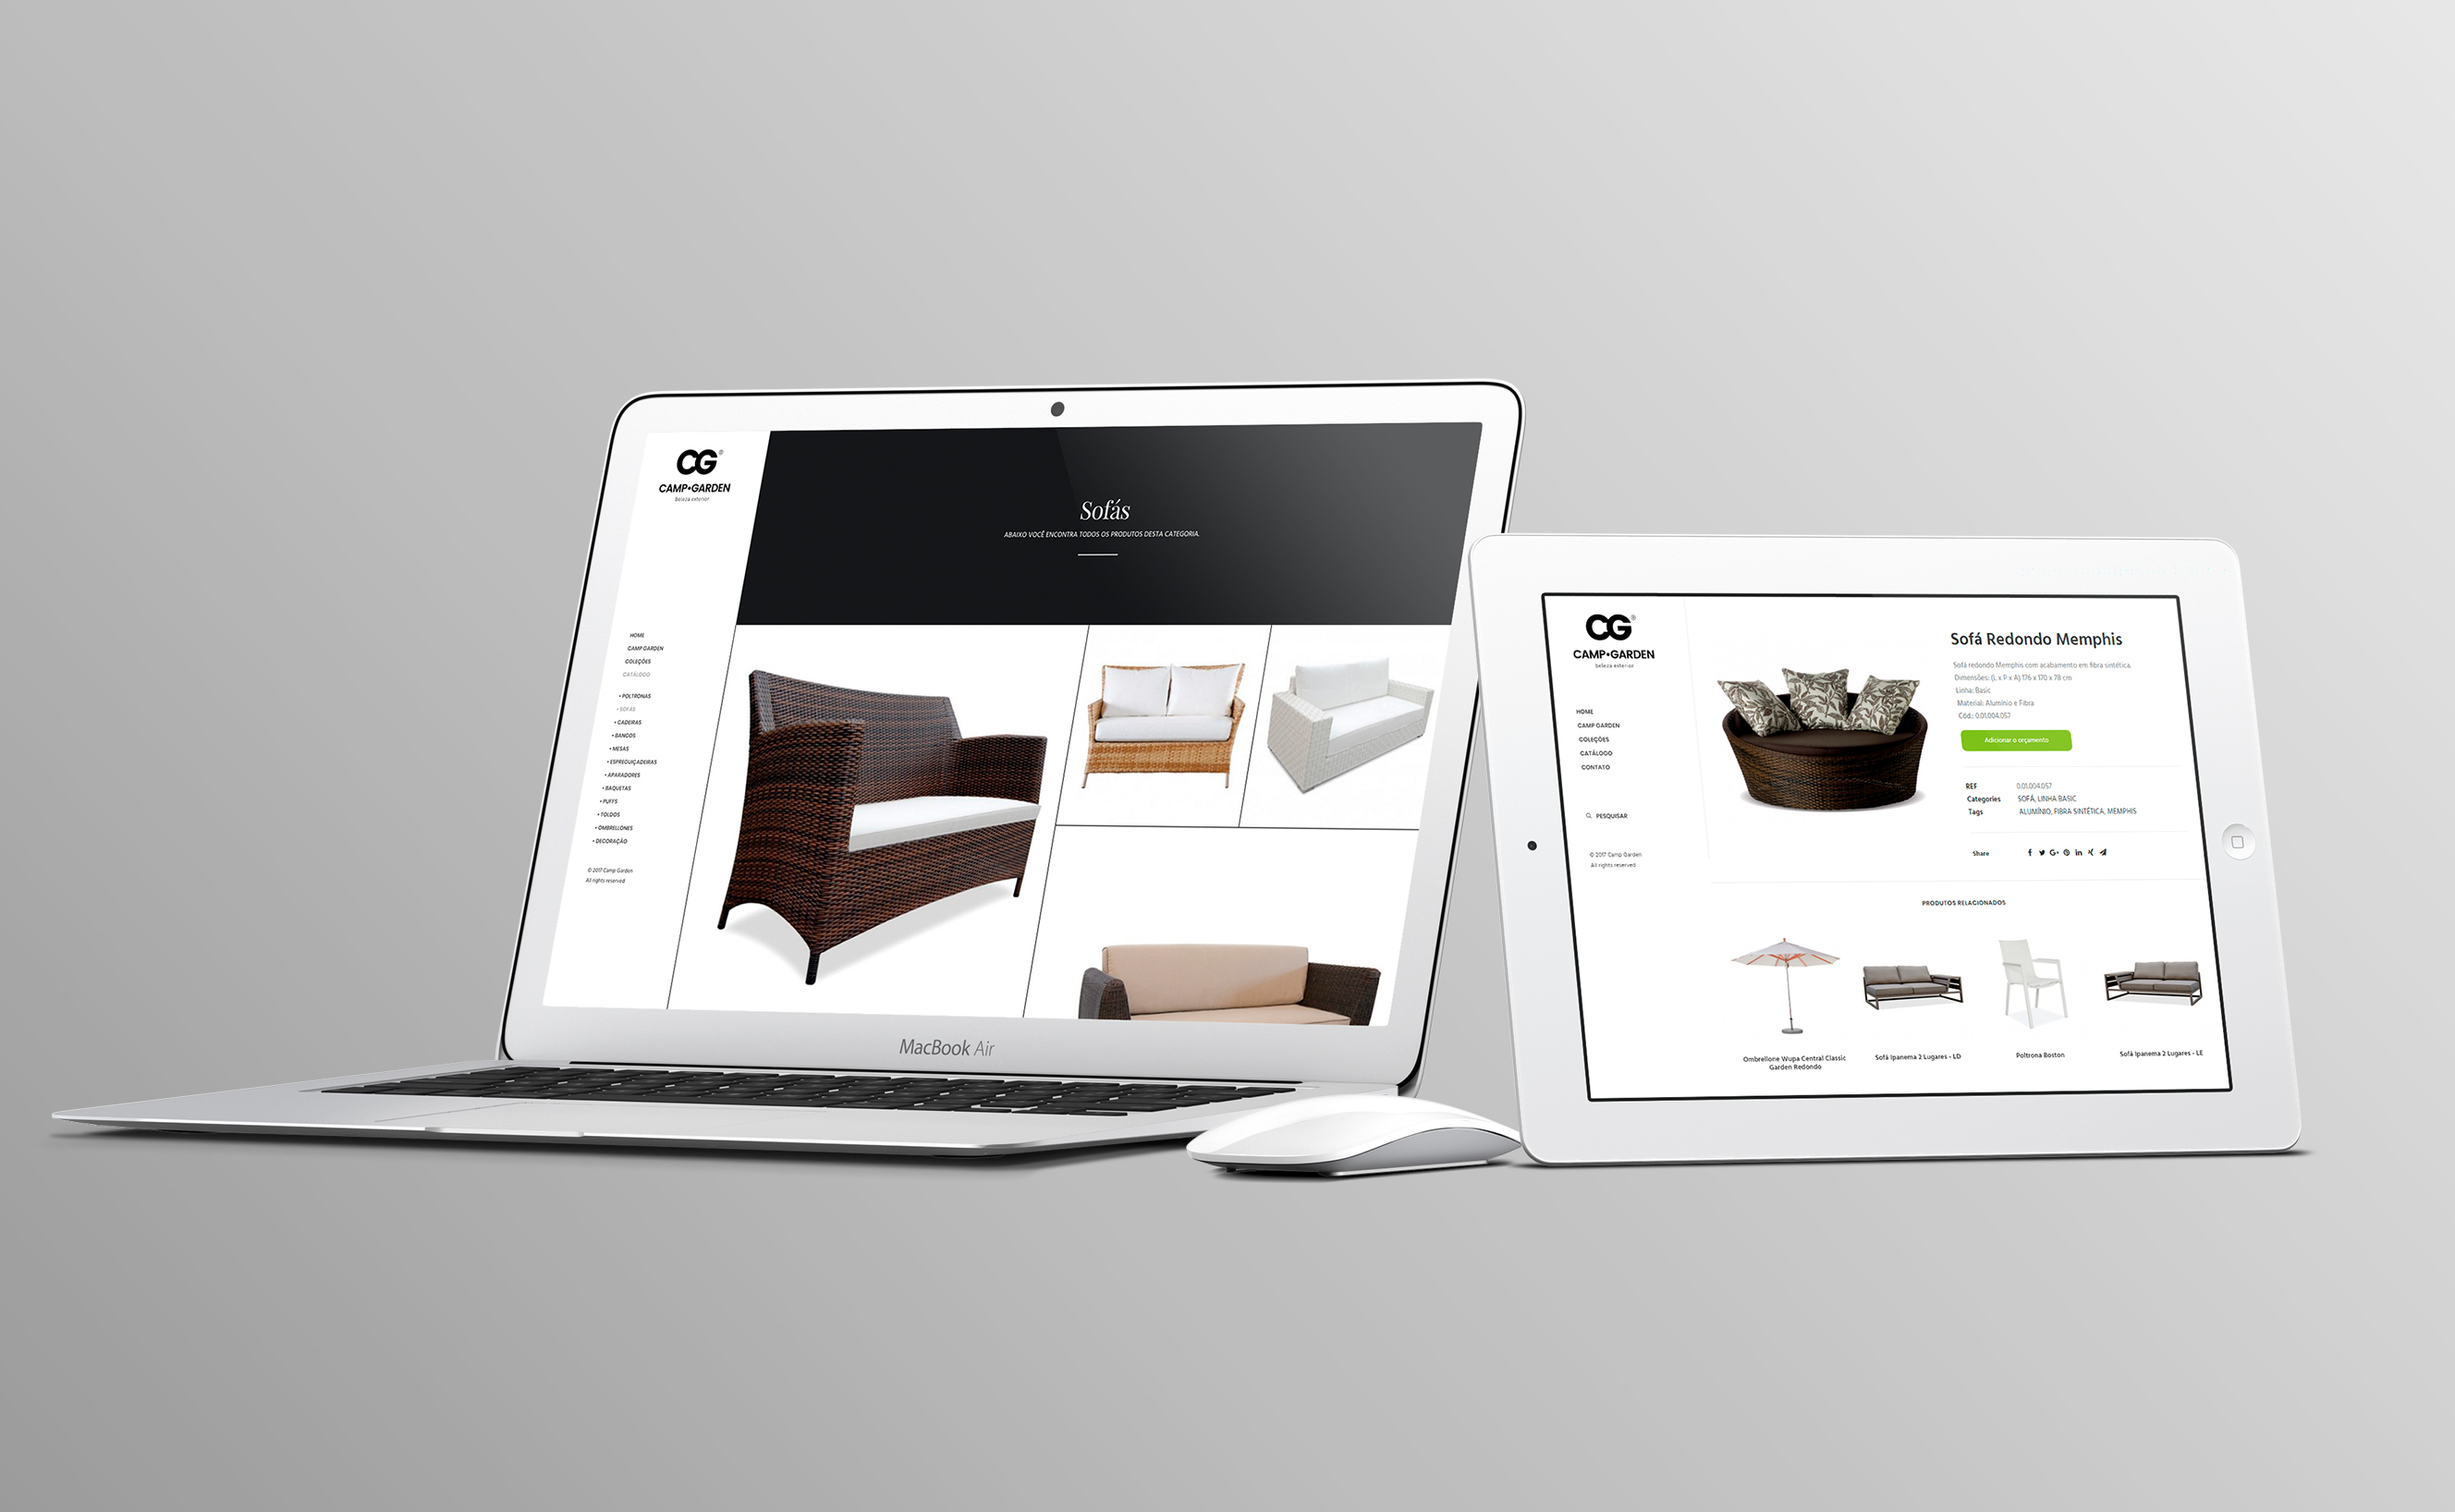 CG®
CAMP•GARDEN
beleza exterior
HOME
CAMP GARDEN
COLEÇÕES
CATÁLOGO
• POLTRONAS
• SOFÁS
• CADEIRAS
• BANCOS
• MESAS
• ESPREGUIÇADEIRAS
• APARADORES
• BAQUETAS
• PUFFS
• TOLDOS
• OMBRELLONES
• DECORAÇÃO
© 2017 Camp Garden
All rights reserved
Sofás
ABAIXO VOCÊ ENCONTRA TODOS OS PRODUTOS DESTA CATEGORIA.
MacBook Air
CG®
CAMP•GARDEN
beleza exterior
HOME
CAMP GARDEN
COLEÇÕES
CATÁLOGO
CONTATO
PESQUISAR
© 2017 Camp Garden
All rights reserved
Sofá Redondo Memphis
Sofá redondo Memphis com acabamento em fibra sintética.
Dimensões: (L x P x A) 176 x 170 x 78 cm
Linha: Basic
Material: Alumínio e Fibra
Cód.: 0.01.004.057
Adicionar o orçamento
REF 0.01.004.057
Categories SOFÁ, LINHA BASIC
Tags ALUMÍNIO, FIBRA SINTÉTICA, MEMPHIS
Share
PRODUTOS RELACIONADOS
Ombrellone Wupa Central Classic
Garden Redondo
Sofá Ipanema 2 Lugares - LD
Poltrona Boston
Sofá Ipanema 2 Lugares - LE